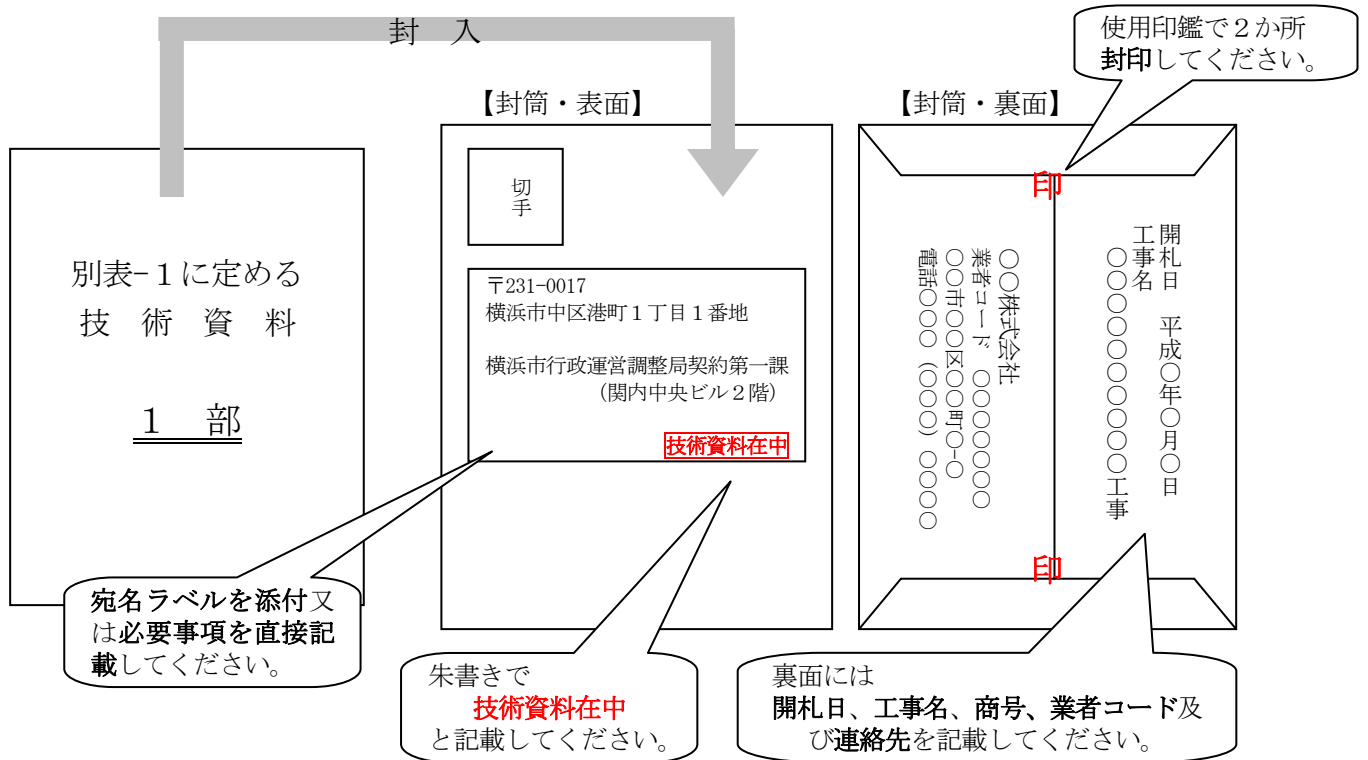 封　入
使用印鑑で２か所
封印してください。
【封筒・表面】
【封筒・裏面】
別表-１に定める
技　術　資　料
１　部
切手
〒231-0017
横浜市中区港町１丁目１番地
横浜市行政運営調整局契約第一課
（関内中央ビル２階）
技術資料在中
印
開札日　平成○年○月○日
工事名
○○○○○○○○○○工事
○○株式会社
業者コード　○○○○○○○
○○市○○区○○町○-○
電話○○○（○○○）○○○○
印
宛名ラベルを添付又
は必要事項を直接記
載してください。
朱書きで
技術資料在中
と記載してください。
裏面には
開札日、工事名、商号、業者コード及
び連絡先を記載してください。